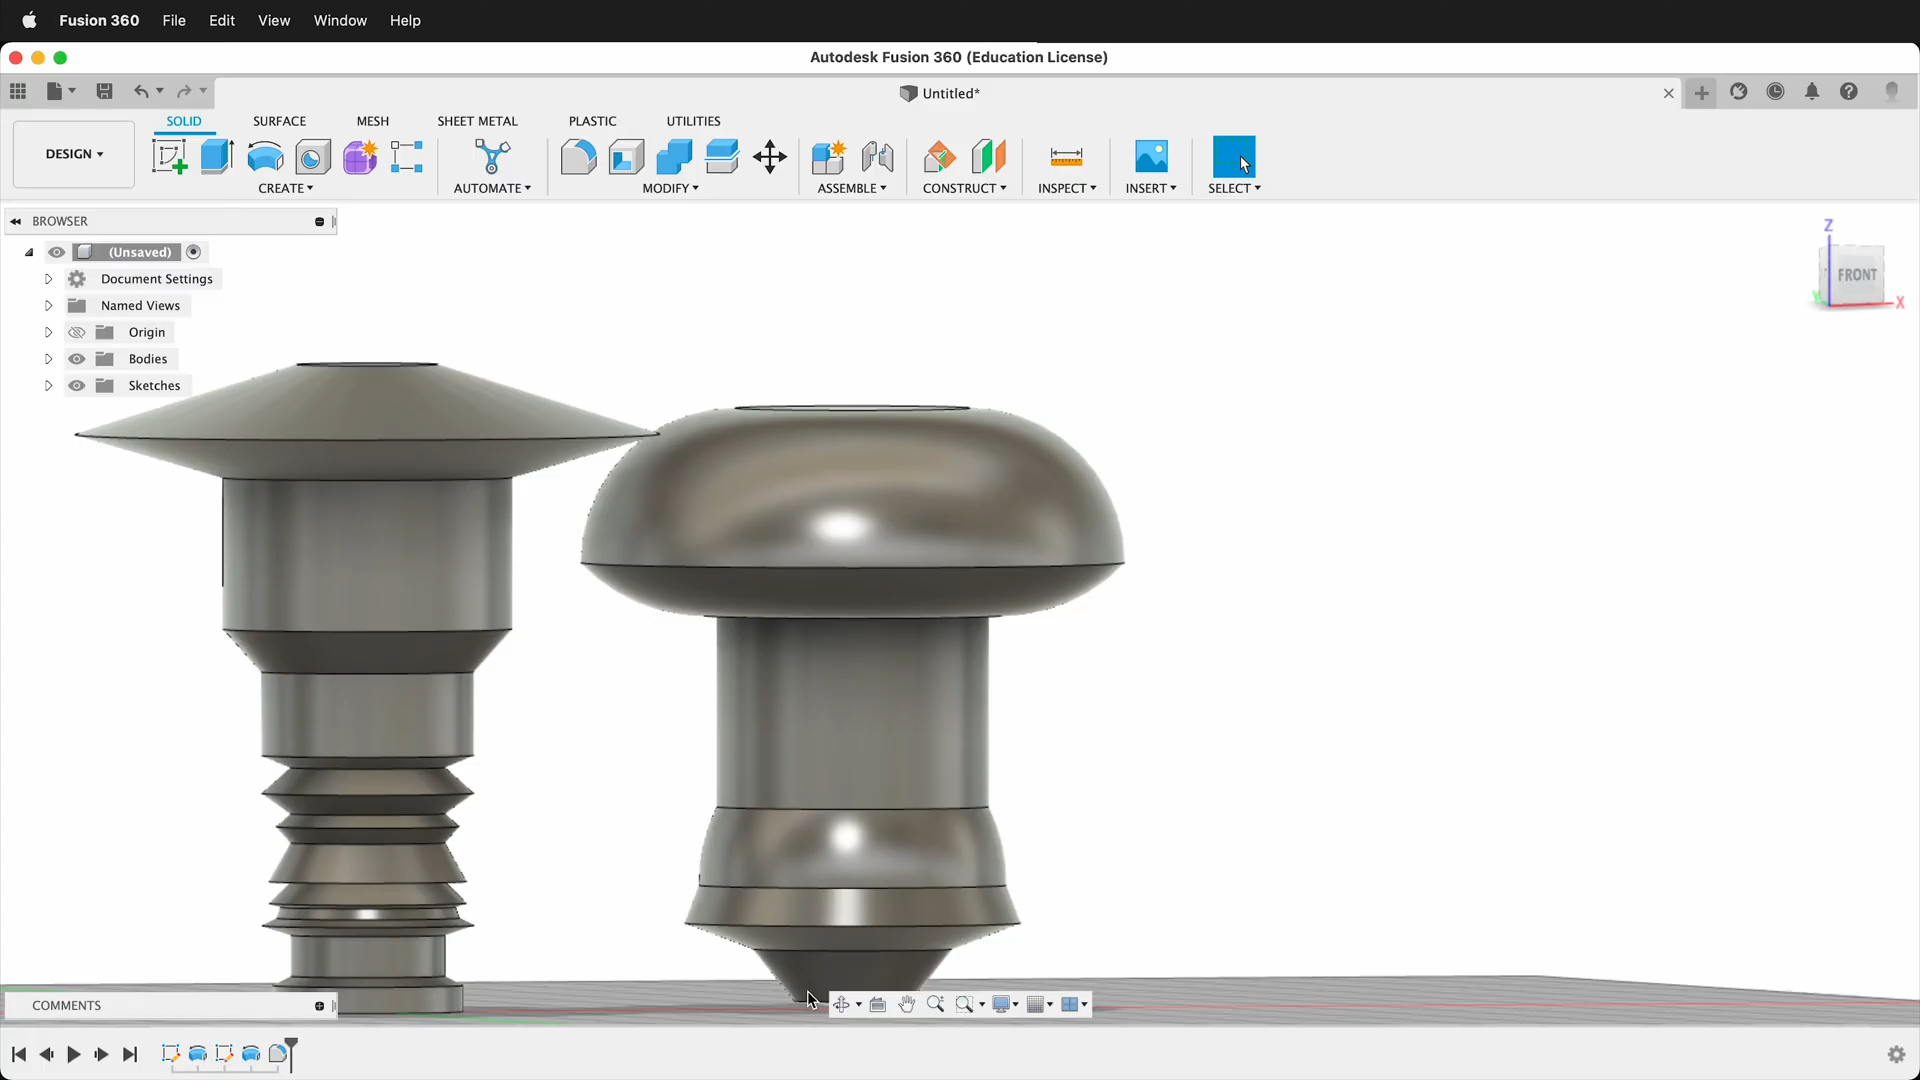 Fusion 360 File Edit View Window Help
Autodesk Fusion 360 (Education License)
Untitled*
SOLID SURFACE MESH SHEET METAL PLASTIC UTILITIES
DESIGN
CREATE AUTOMATE MODIFY ASSEMBLE CONSTRUCT INSPECT INSERT SELECT
BROWSER
(Unsaved)
Document Settings
Named Views
Origin
Bodies
Sketches
Z
FRONT
Y
X
COMMENTS